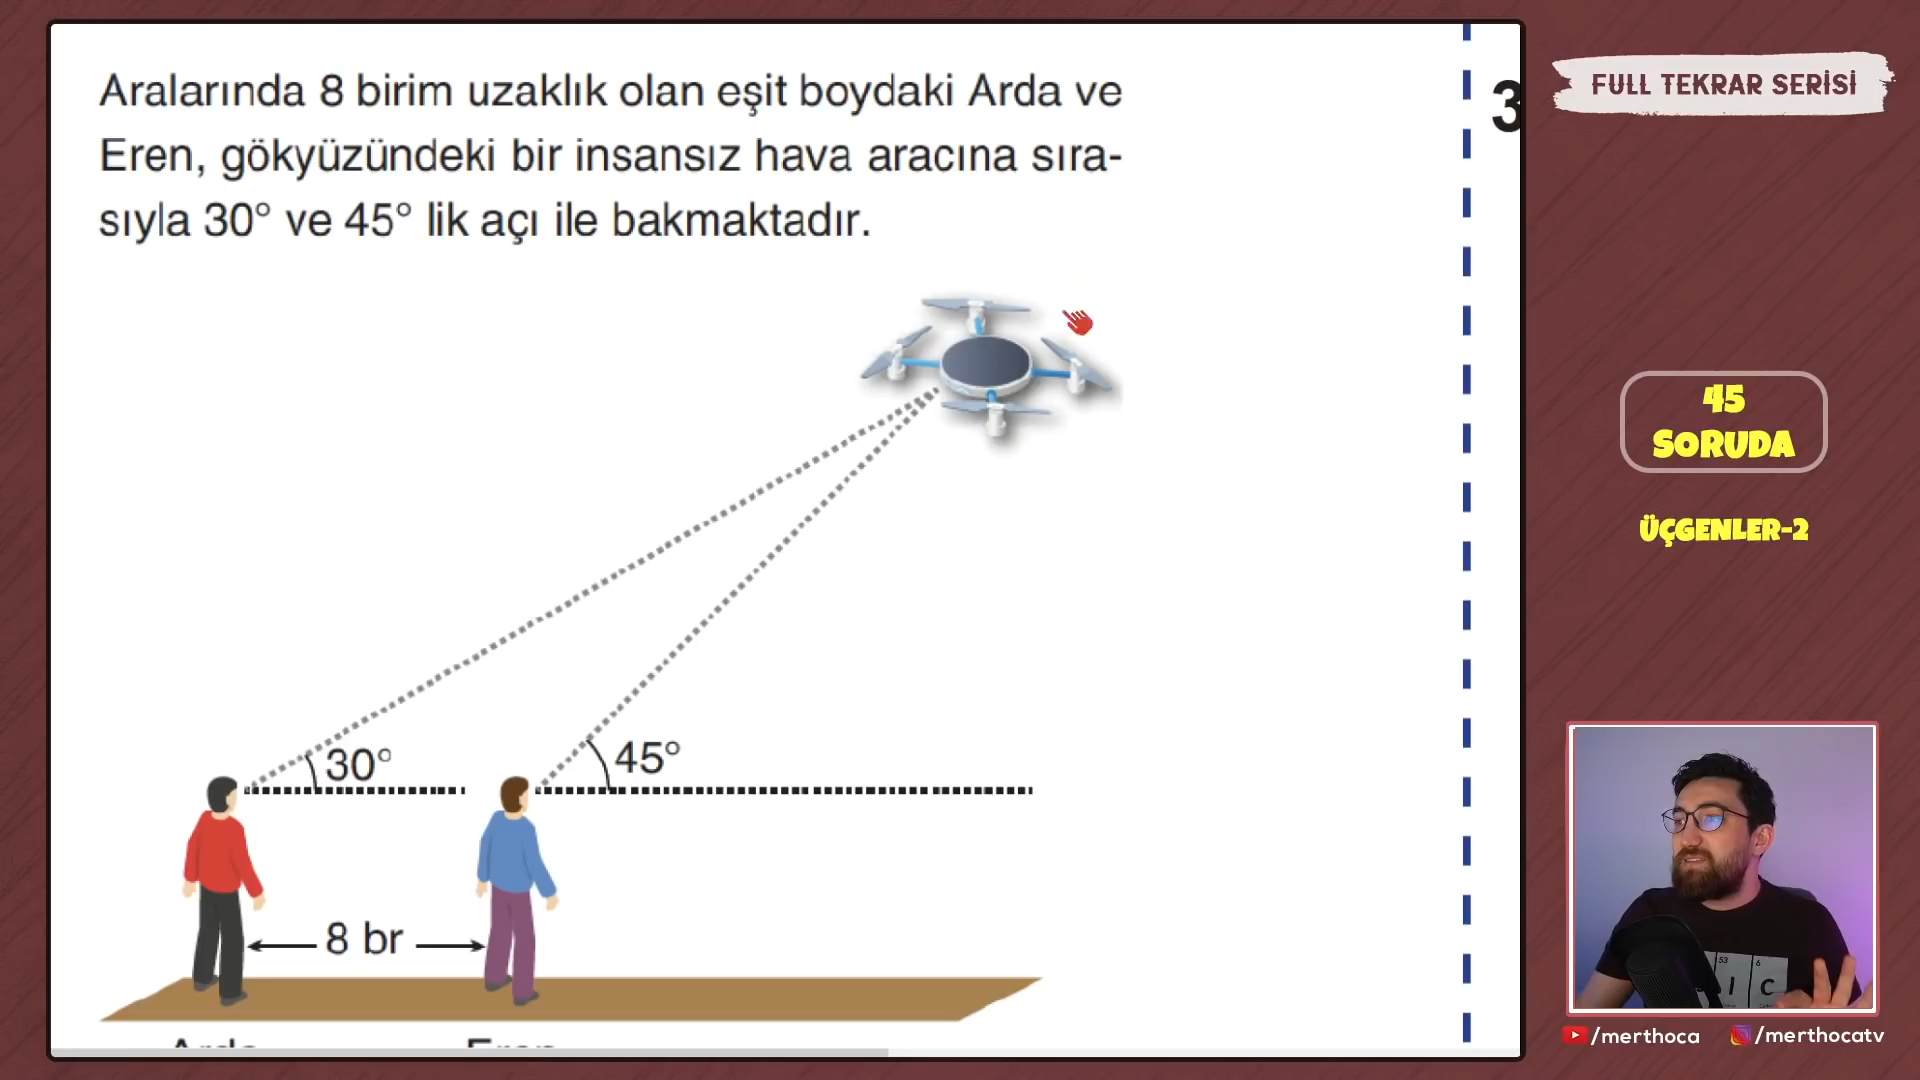 Aralarında 8 birim uzaklık olan eşit boydaki Arda ve
Eren, gökyüzündeki bir insansız hava aracına sıra-
sıyla 30° ve 45° lik açı ile bakmaktadır.
30°
45°
8 br
3
FULL TEKRAR SERİSİ
45
SORUDA
ÜÇGENLER-2
53
6
I
C
/merthoca
/merthocatv